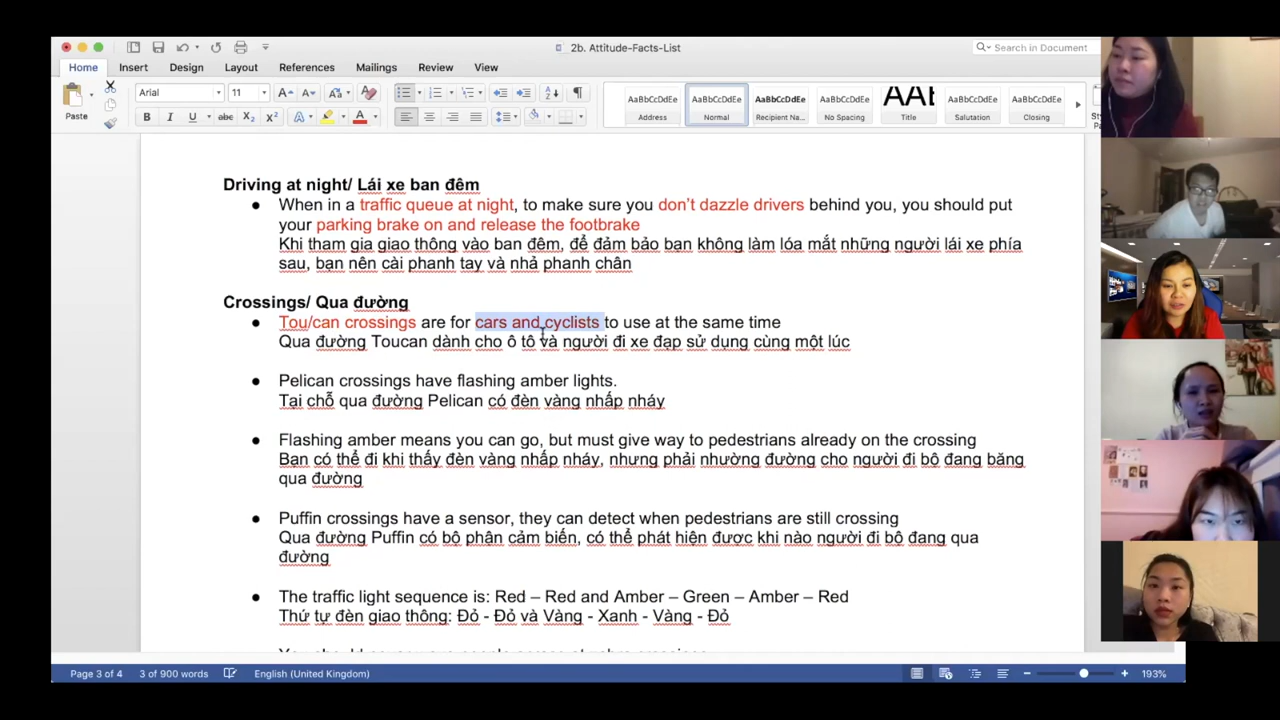 2b. Attitude-Facts-List
Search in Document
Home Insert Design Layout References Mailings Review View
Paste
Arial 11
AaBbCcDdEe AaBbCcDdEe AaBbCcDdEe AaBbCcDdEe AaBbCcDdEe AaBbCcDdEe
Address Normal Recipient Na... No Spacing Title Salutation Closing
Driving at night/ Lái xe ban đêm
● When in a traffic queue at night, to make sure you don't dazzle drivers behind you, you should put
your parking brake on and release the footbrake
Khi tham gia giao thông vào ban đêm, để đảm bảo bạn không làm lóa mắt những người lái xe phía
sau, bạn nên cài phanh tay và nhả phanh chân
Crossings/ Qua đường
● Tou/can crossings are for cars and cyclists to use at the same time
Qua đường Toucan dành cho ô tô và người đi xe đạp sử dụng cùng một lúc
● Pelican crossings have flashing amber lights.
Tại chỗ qua đường Pelican có đèn vàng nhấp nháy
● Flashing amber means you can go, but must give way to pedestrians already on the crossing
Bạn có thể đi khi thấy đèn vàng nhấp nháy, nhưng phải nhường đường cho người đi bộ đang băng
qua đường
● Puffin crossings have a sensor, they can detect when pedestrians are still crossing
Qua đường Puffin có bộ phận cảm biến, có thể phát hiện được khi nào người đi bộ đang qua
đường
● The traffic light sequence is: Red – Red and Amber – Green – Amber – Red
Thứ tự đèn giao thông: Đỏ - Đỏ và Vàng - Xanh - Vàng - Đỏ
Page 3 of 4 3 of 900 words English (United Kingdom) 193%